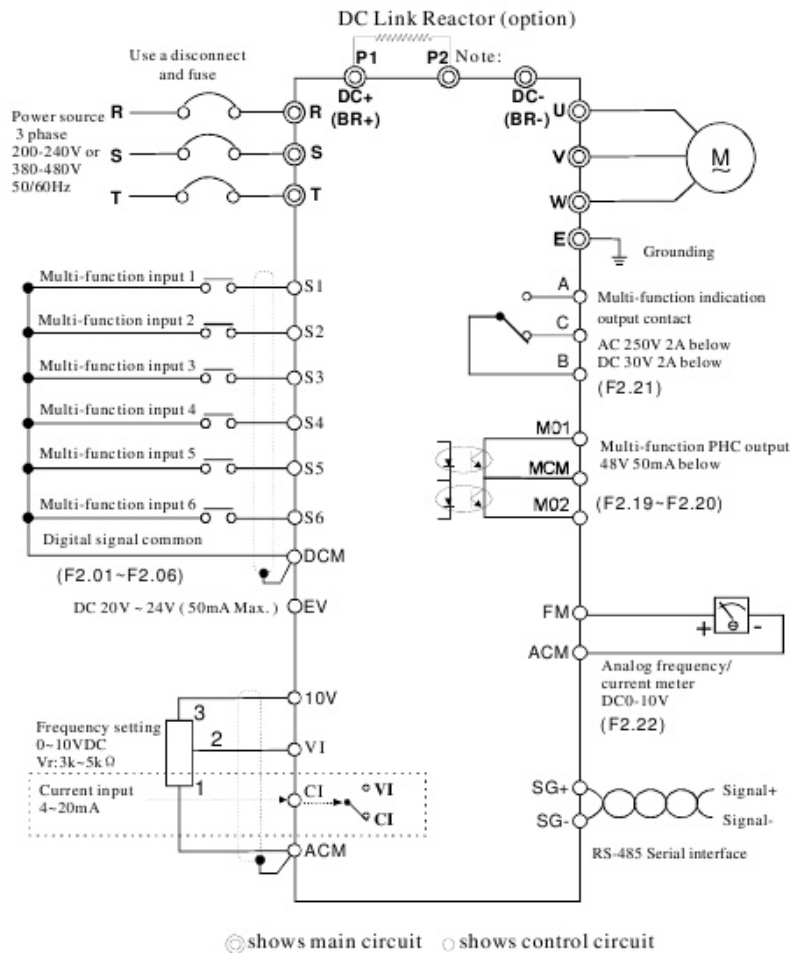 DC Link Reactor (option)
P1
P2 Note:
DC+
(BR+)
DC-
(BR-)
Use a disconnect
and fuse
Power source
3 phase
200-240V or
380-480V
50/60Hz
R
R
S
S
T
T
U
V
W
M
E
Grounding
Multi-function input 1
S1
Multi-function input 2
S2
Multi-function input 3
S3
Multi-function input 4
S4
Multi-function input 5
S5
Multi-function input 6
S6
Digital signal common
DCM
(F2.01~F2.06)
DC 20V ~ 24V ( 50mA Max. )
EV
A
C
B
Multi-function indication
output contact
AC 250V 2A below
DC 30V 2A below
(F2.21)
M01
MCM
M02
Multi-function PHC output
48V 50mA below
(F2.19~F2.20)
FM
+
-
ACM
Analog frequency/
current meter
DC0-10V
(F2.22)
10V
3
Frequency setting
0~10VDC
Vr:3k~5kΩ
2
VI
1
Current input
4~20mA
CI
VI
CI
ACM
SG+
Signal+
SG-
Signal-
RS-485 Serial interface
shows main circuit
shows control circuit